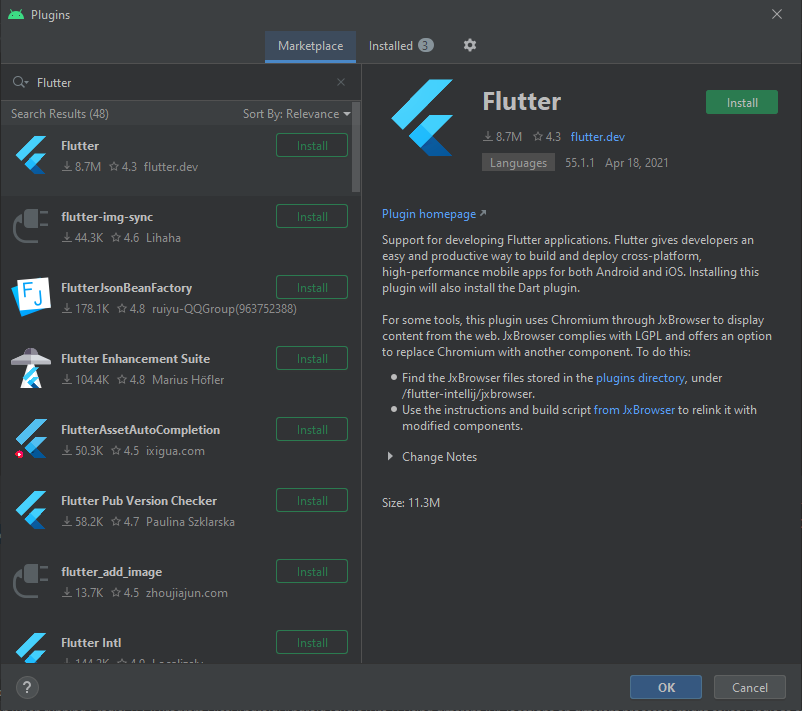 Plugins
Marketplace
Installed 3
Flutter
Search Results (48)
Sort By: Relevance
Flutter
Install
8.7M 4.3 flutter.dev
flutter-img-sync
Install
44.3K 4.6 Lihaha
FlutterJsonBeanFactory
Install
178.1K 4.8 ruiyu-QQGroup(963752388)
FJ
Flutter Enhancement Suite
Install
104.4K 4.8 Marius Höfler
FlutterAssetAutoCompletion
Install
50.3K 4.5 ixigua.com
Flutter Pub Version Checker
Install
58.2K 4.7 Paulina Szklarska
flutter_add_image
Install
13.7K 4.5 zhoujiajun.com
Flutter Intl
Install
Flutter
Install
8.7M 4.3 flutter.dev
Languages 55.1.1 Apr 18, 2021
Plugin homepage
Support for developing Flutter applications. Flutter gives developers an
easy and productive way to build and deploy cross-platform,
high-performance mobile apps for both Android and iOS. Installing this
plugin will also install the Dart plugin.
For some tools, this plugin uses Chromium through JxBrowser to display
content from the web. JxBrowser complies with LGPL and offers an option
to replace Chromium with another component. To do this:
Find the JxBrowser files stored in the plugins directory, under
/flutter-intellij/jxbrowser.
Use the instructions and build script from JxBrowser to relink it with
modified components.
Change Notes
Size: 11.3M
?
OK
Cancel